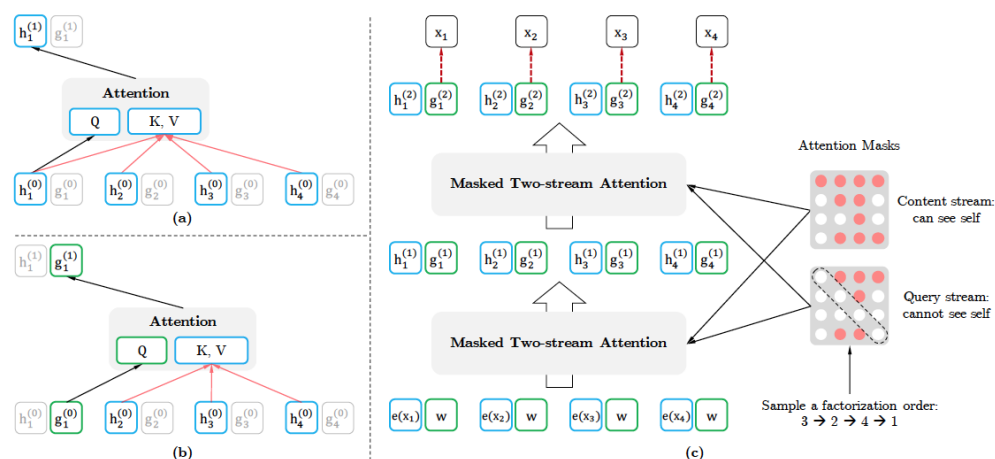 h₁⁽¹⁾ g₁⁽¹⁾
Attention
Q K, V
h₁⁽⁰⁾ g₁⁽⁰⁾ h₂⁽⁰⁾ g₂⁽⁰⁾ h₃⁽⁰⁾ g₃⁽⁰⁾ h₄⁽⁰⁾ g₄⁽⁰⁾
(a)
h₁⁽¹⁾ g₁⁽¹⁾
Attention
Q K, V
h₁⁽⁰⁾ g₁⁽⁰⁾ h₂⁽⁰⁾ g₂⁽⁰⁾ h₃⁽⁰⁾ g₃⁽⁰⁾ h₄⁽⁰⁾ g₄⁽⁰⁾
(b)
x₁ x₂ x₃ x₄
h₁⁽²⁾ g₁⁽²⁾ h₂⁽²⁾ g₂⁽²⁾ h₃⁽²⁾ g₃⁽²⁾ h₄⁽²⁾ g₄⁽²⁾
Masked Two-stream Attention
h₁⁽¹⁾ g₁⁽¹⁾ h₂⁽¹⁾ g₂⁽¹⁾ h₃⁽¹⁾ g₃⁽¹⁾ h₄⁽¹⁾ g₄⁽¹⁾
Masked Two-stream Attention
e(x₁) w e(x₂) w e(x₃) w e(x₄) w
(c)
Attention Masks
Content stream:
can see self
Query stream:
cannot see self
Sample a factorization order:
3 → 2 → 4 → 1